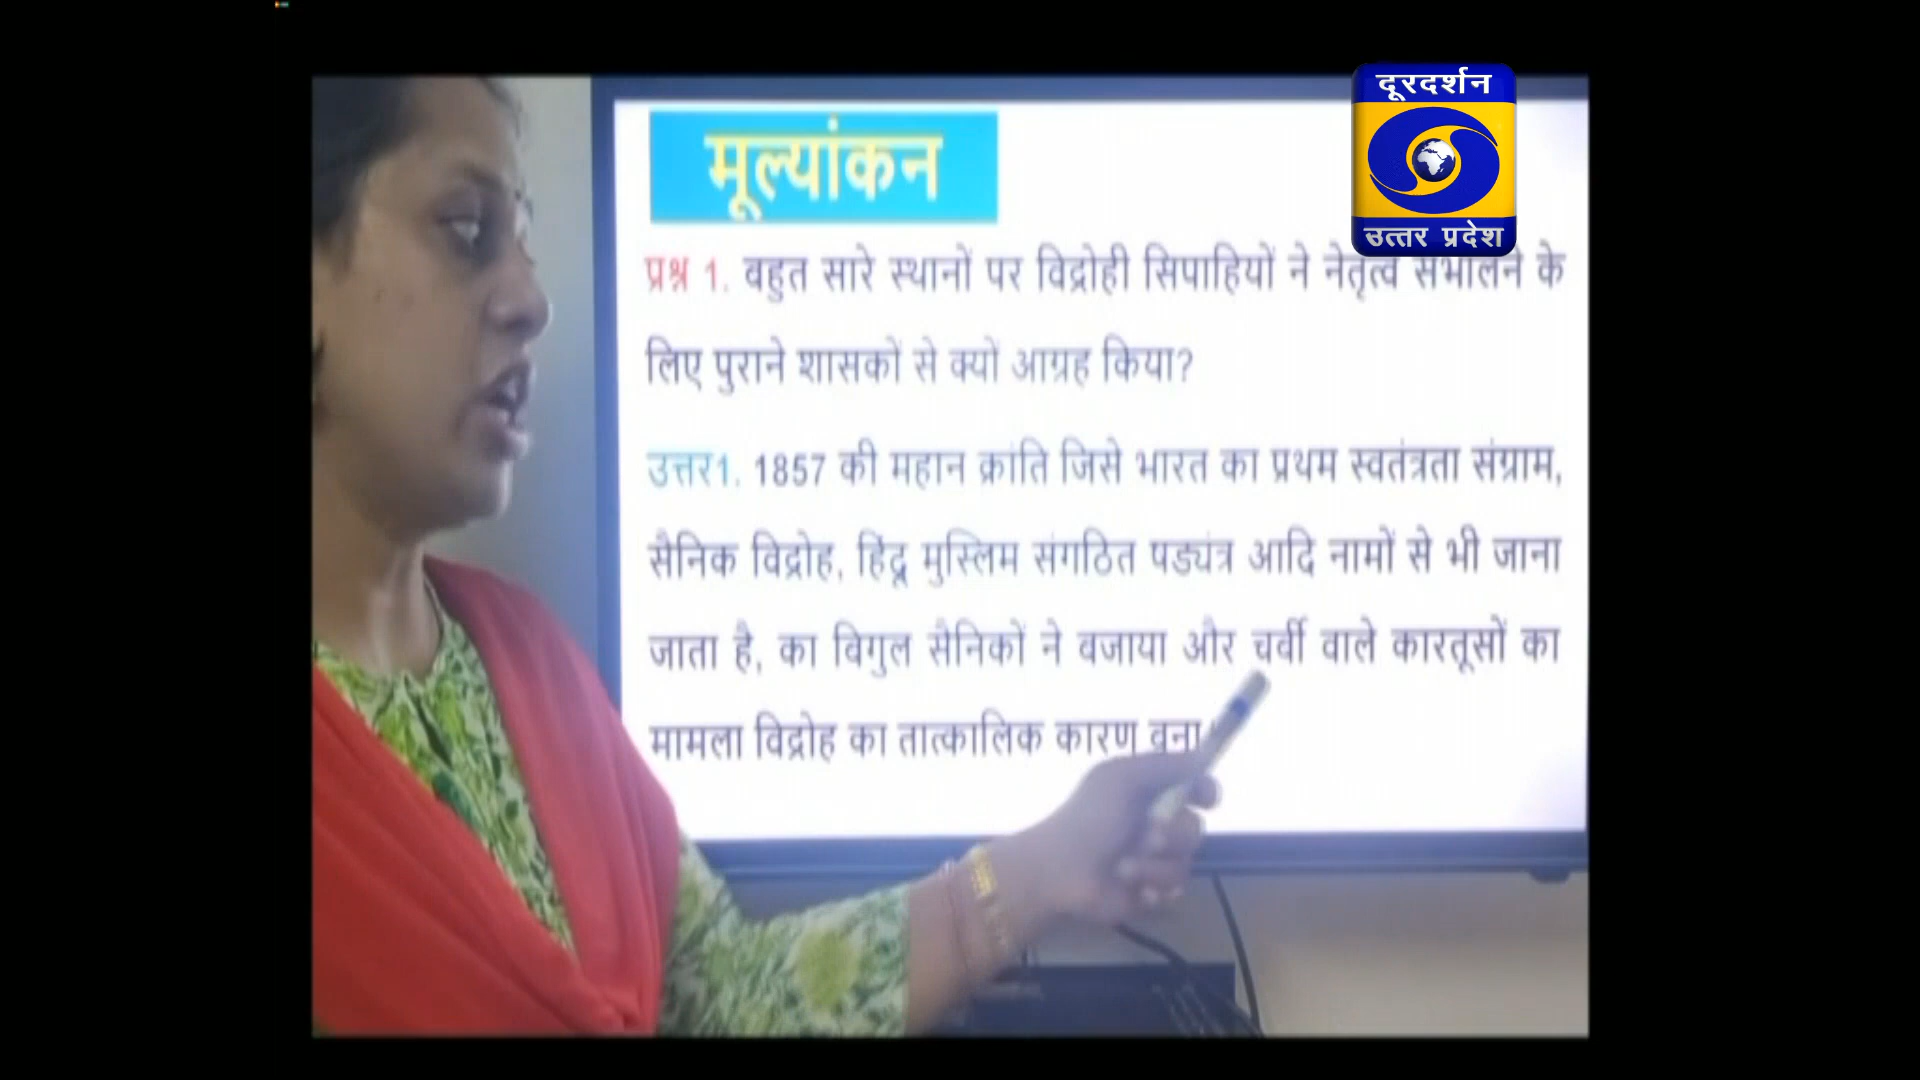 दूरदर्शन
उत्तर प्रदेश
मूल्यांकन
प्रश्न 1. बहुत सारे स्थानों पर विद्रोही सिपाहियों ने नेतृत्व संभालने के
लिए पुराने शासकों से क्यों आग्रह किया?
उत्तर1. 1857 की महान क्रांति जिसे भारत का प्रथम स्वतंत्रता संग्राम,
सैनिक विद्रोह, हिंदू मुस्लिम संगठित षड्यंत्र आदि नामों से भी जाना
जाता है, का बिगुल सैनिकों ने बजाया और चर्बी वाले कारतूसों का
मामला विद्रोह का तात्कालिक कारण बना